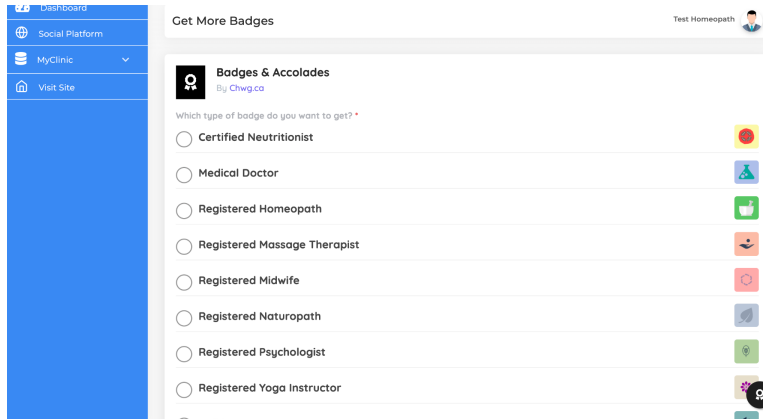 Dashboard
Social Platform
MyClinic
Visit Site
Get More Badges
Test Homeopath
Badges & Accolades
By Chwg.ca
Which type of badge do you want to get? *
Certified Neutritionist
Medical Doctor
Registered Homeopath
Registered Massage Therapist
Registered Midwife
Registered Naturopath
Registered Psychologist
Registered Yoga Instructor